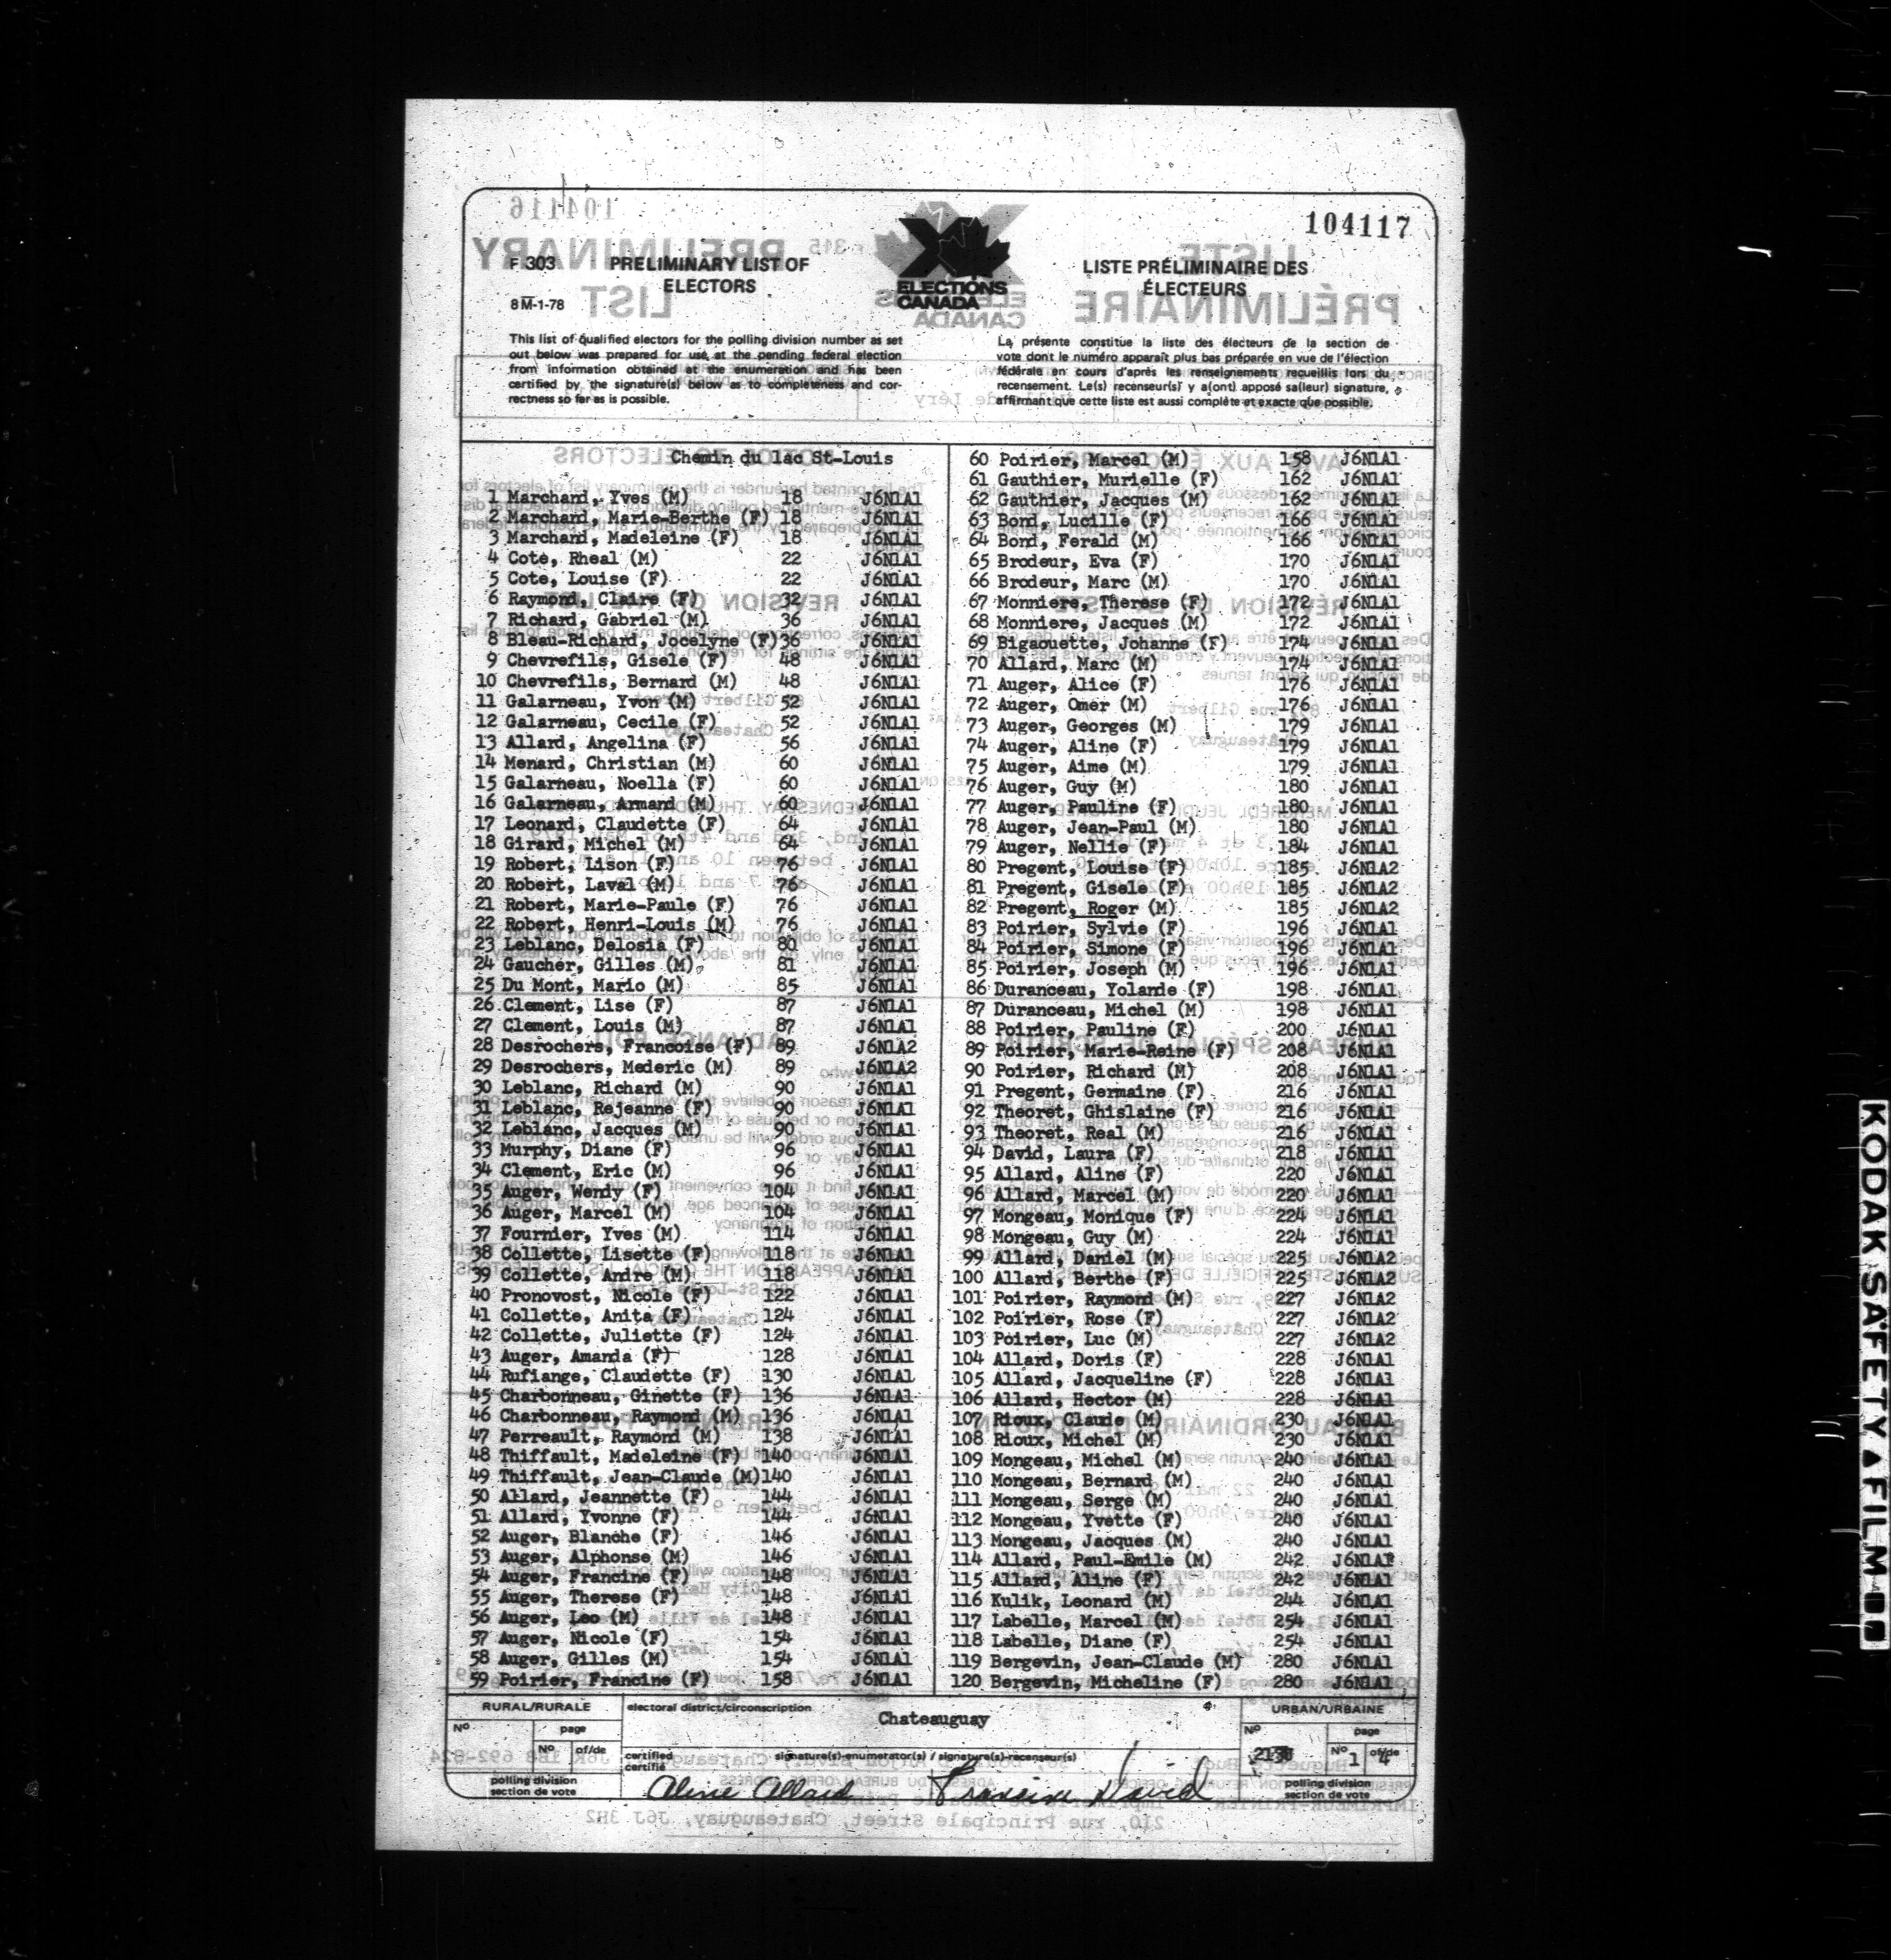 104117
F 303
PRELIMINARY LIST OF
ELECTORS
8M-1-78
ELECTIONS
CANADA
LISTE PRÉLIMINAIRE DES
ÉLECTEURS
This list of qualified electors for the polling division number as set
out below was prepared for use at the pending federal election
from information obtained at the enumeration and has been
certified by the signature(s) below as to completeness and cor-
rectness so far as is possible.
La présente constitue la liste des électeurs de la section de
vote dont le numéro apparaît plus bas préparée en vue de l'élection
fédérale en cours d'après les renseignements recueillis lors du
recensement. Le(s) recenseur(s) y a(ont) apposé sa(leur) signature,
affirmant que cette liste est aussi complète et exacte que possible.
Chemin du lac St-Louis
1 Marchand, Yves (M) 18 J6N1A1
2 Marchand, Marie-Berthe (F) 18 J6N1A1
3 Marchand, Madeleine (F) 18 J6N1A1
4 Cote, Rheal (M) 22 J6N1A1
5 Cote, Louise (F) 22 J6N1A1
6 Raymond, Claire (F) 32 J6N1A1
7 Richard, Gabriel (M) 36 J6N1A1
8 Bleau-Richard, Jocelyne (F) 36 J6N1A1
9 Chevrefils, Gisele (F) 48 J6N1A1
10 Chevrefils, Bernard (M) 48 J6N1A1
11 Galarneau, Yvon (M) 52 J6N1A1
12 Galarneau, Cecile (F) 52 J6N1A1
13 Allard, Angelina (F) 56 J6N1A1
14 Menard, Christian (M) 60 J6N1A1
15 Galarneau, Noella (F) 60 J6N1A1
16 Galarneau, Armand (M) 60 J6N1A1
17 Leonard, Claudette (F) 64 J6N1A1
18 Girard, Michel (M) 64 J6N1A1
19 Robert, Lison (F) 76 J6N1A1
20 Robert, Laval (M) 76 J6N1A1
21 Robert, Marie-Paule (F) 76 J6N1A1
22 Robert, Henri-Louis (M) 76 J6N1A1
23 Leblanc, Delosia (F) 80 J6N1A1
24 Gaucher, Gilles (M) 81 J6N1A1
25 Du Mont, Mario (M) 85 J6N1A1
26 Clement, Lise (F) 87 J6N1A1
27 Clement, Louis (M) 87 J6N1A1
28 Desrochers, Francoise (F) 89 J6N1A2
29 Desrochers, Mederic (M) 89 J6N1A2
30 Leblanc, Richard (M) 90 J6N1A1
31 Leblanc, Rejeanne (F) 90 J6N1A1
32 Leblanc, Jacques (M) 90 J6N1A1
33 Murphy, Diane (F) 96 J6N1A1
34 Clement, Eric (M) 96 J6N1A1
35 Auger, Wendy (F) 104 J6N1A1
36 Auger, Marcel (M) 104 J6N1A1
37 Fournier, Yves (M) 114 J6N1A1
38 Collette, Lisette (F) 118 J6N1A1
39 Collette, Andre (M) 118 J6N1A1
40 Pronovost, Nicole (F) 122 J6N1A1
41 Collette, Anita (F) 124 J6N1A1
42 Collette, Juliette (F) 124 J6N1A1
43 Auger, Amanda (F) 128 J6N1A1
44 Rufiange, Claudette (F) 130 J6N1A1
45 Charbonneau, Ginette (F) 136 J6N1A1
46 Charbonneau, Raymond (M) 136 J6N1A1
47 Perreault, Raymond (M) 138 J6N1A1
48 Thiffault, Madeleine (F) 140 J6N1A1
49 Thiffault, Jean-Claude (M) 140 J6N1A1
50 Allard, Jeannette (F) 144 J6N1A1
51 Allard, Yvonne (F) 144 J6N1A1
52 Auger, Blanche (F) 146 J6N1A1
53 Auger, Alphonse (M) 146 J6N1A1
54 Auger, Francine (F) 148 J6N1A1
55 Auger, Therese (F) 148 J6N1A1
56 Auger, Leo (M) 148 J6N1A1
57 Auger, Nicole (F) 154 J6N1A1
58 Auger, Gilles (M) 154 J6N1A1
59 Poirier, Francine (F) 158 J6N1A1
60 Poirier, Marcel (M) 158 J6N1A1
61 Gauthier, Murielle (F) 162 J6N1A1
62 Gauthier, Jacques (M) 162 J6N1A1
63 Bond, Lucille (F) 166 J6N1A1
64 Bond, Ferald (M) 166 J6N1A1
65 Brodeur, Eva (F) 170 J6N1A1
66 Brodeur, Marc (M) 170 J6N1A1
67 Monniere, Therese (F) 172 J6N1A1
68 Monniere, Jacques (M) 172 J6N1A1
69 Bigaouette, Johanne (F) 174 J6N1A1
70 Allard, Marc (M) 174 J6N1A1
71 Auger, Alice (F) 176 J6N1A1
72 Auger, Omer (M) 176 J6N1A1
73 Auger, Georges (M) 179 J6N1A1
74 Auger, Aline (F) 179 J6N1A1
75 Auger, Aime (M) 179 J6N1A1
76 Auger, Guy (M) 180 J6N1A1
77 Auger, Pauline (F) 180 J6N1A1
78 Auger, Jean-Paul (M) 180 J6N1A1
79 Auger, Nellie (F) 184 J6N1A1
80 Pregent, Louise (F) 185 J6N1A2
81 Pregent, Gisele (F) 185 J6N1A2
82 Pregent, Roger (M) 185 J6N1A2
83 Poirier, Sylvie (F) 196 J6N1A1
84 Poirier, Simone (F) 196 J6N1A1
85 Poirier, Joseph (M) 196 J6N1A1
86 Duranceau, Yolande (F) 198 J6N1A1
87 Duranceau, Michel (M) 198 J6N1A1
88 Poirier, Pauline (F) 200 J6N1A1
89 Poirier, Marie-Reine (F) 208 J6N1A1
90 Poirier, Richard (M) 208 J6N1A1
91 Pregent, Germaine (F) 216 J6N1A1
92 Theoret, Ghislaine (F) 216 J6N1A1
93 Theoret, Real (M) 216 J6N1A1
94 David, Laura (F) 218 J6N1A1
95 Allard, Aline (F) 220 J6N1A1
96 Allard, Marcel (M) 220 J6N1A1
97 Mongeau, Monique (F) 224 J6N1A1
98 Mongeau, Guy (M) 224 J6N1A1
99 Allard, Daniel (M) 225 J6N1A2
100 Allard, Berthe (F) 225 J6N1A2
101 Poirier, Raymond (M) 227 J6N1A2
102 Poirier, Rose (F) 227 J6N1A2
103 Poirier, Luc (M) 227 J6N1A2
104 Allard, Doris (F) 228 J6N1A1
105 Allard, Jacqueline (F) 228 J6N1A1
106 Allard, Hector (M) 228 J6N1A1
107 Rioux, Claude (M) 230 J6N1A1
108 Rioux, Michel (M) 230 J6N1A1
109 Mongeau, Michel (M) 240 J6N1A1
110 Mongeau, Bernard (M) 240 J6N1A1
111 Mongeau, Serge (M) 240 J6N1A1
112 Mongeau, Yvette (F) 240 J6N1A1
113 Mongeau, Jacques (M) 240 J6N1A1
114 Allard, Paul-Emile (M) 242
115 Allard, Aline (F) 242 J6N1A1
116 Kulik, Leonard (M) 244 J6N1A1
117 Labelle, Marcel (M) 254 J6N1A1
118 Labelle, Diane (F) 254 J6N1A1
119 Bergevin, Jean-Claude (M) 280 J6N1A1
120 Bergevin, Micheline (F) 280 J6N1A1
RURAL/RURALE
No page
No of/de
polling division
section de vote
electoral district/circonscription
Chateauguay
certified
certifié
signature(s)-enumerator(s) / signature(s)-recenseur(s)
Aline Allard Francine David
URBAN/URBAINE
No page
No 1 of/de 4
polling division
section de vote
KODAK SAFETY FILM